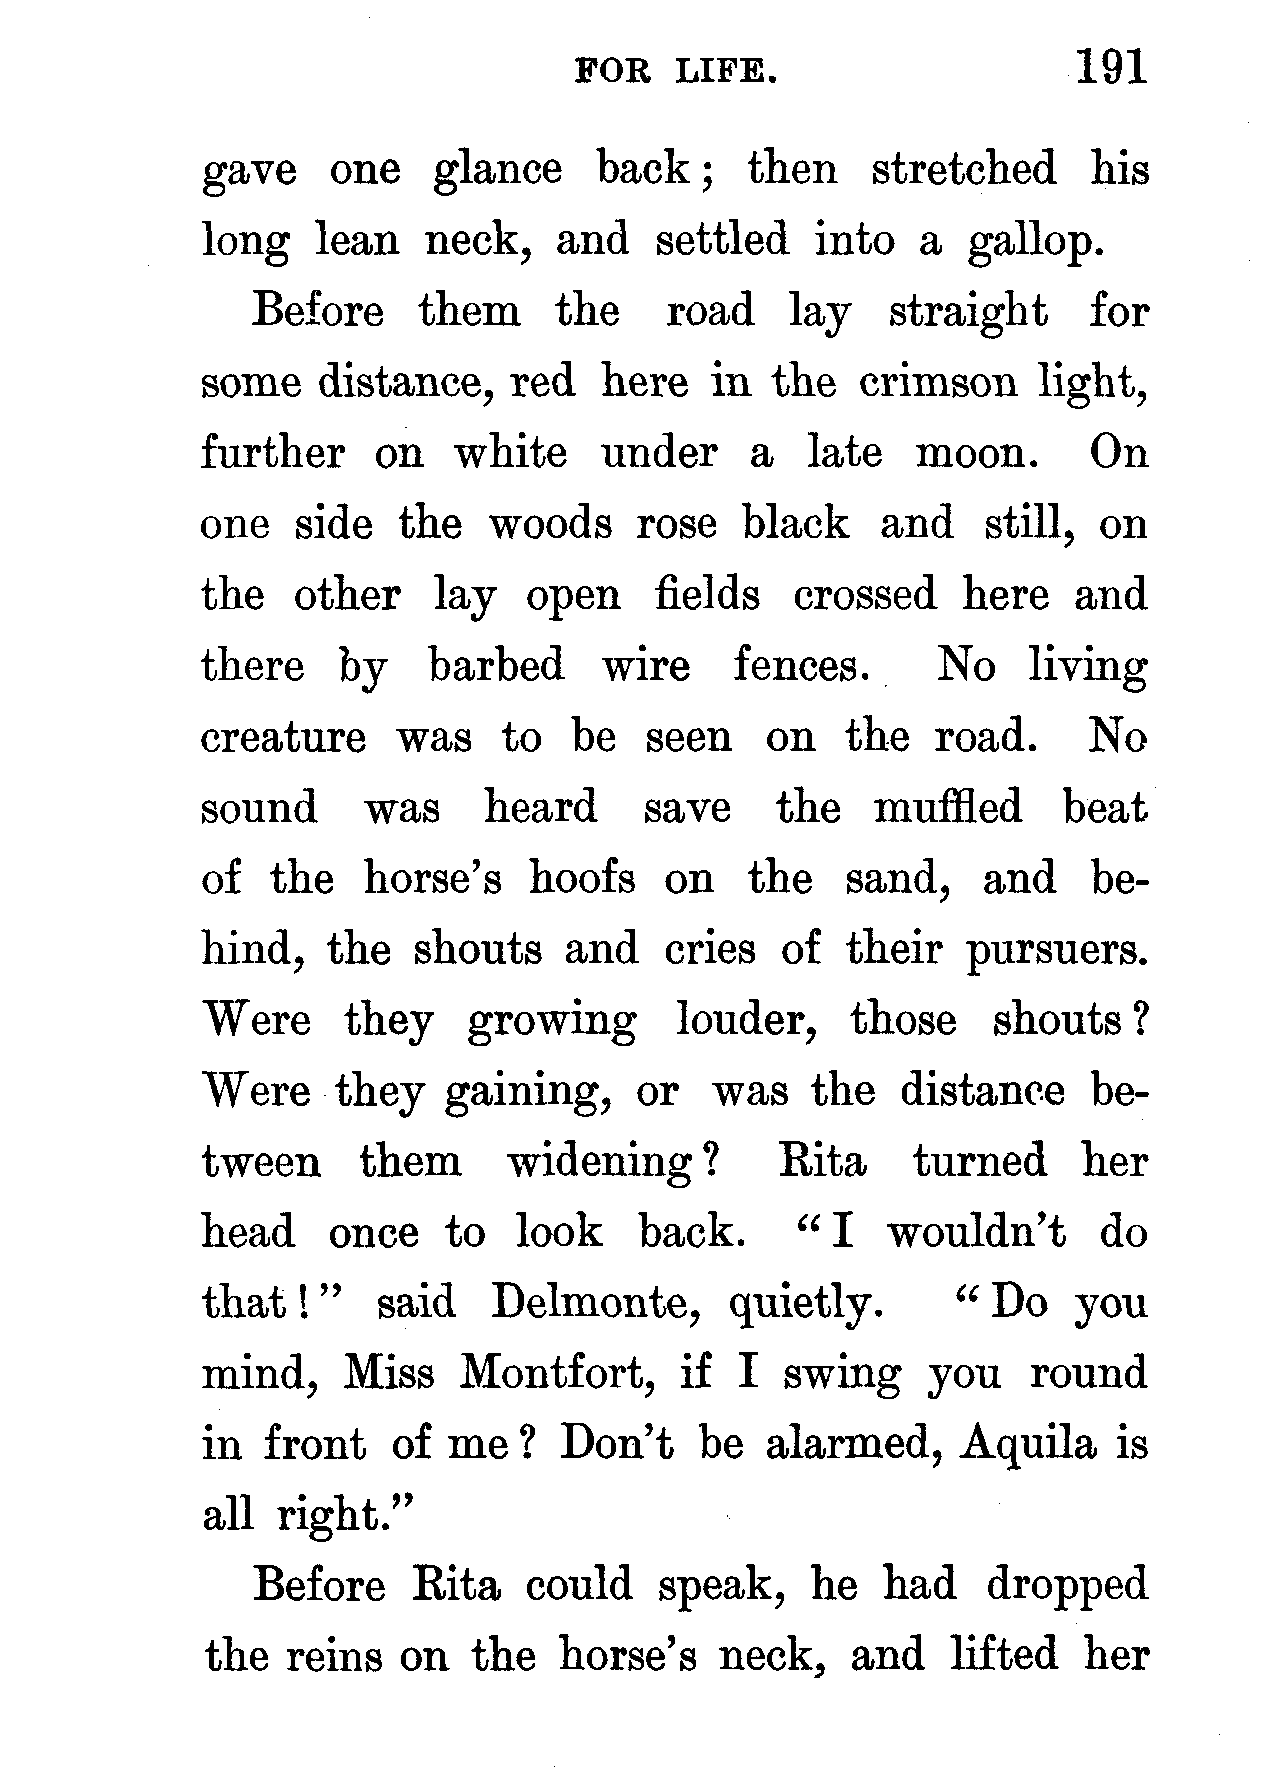 FOR LIFE. 191
gave one glance back; then stretched his
long lean neck, and settled into a gallop.
Before them the road lay straight for
some distance, red here in the crimson light,
further on white under a late moon. On
one side the woods rose black and still, on
the other lay open fields crossed here and
there by barbed wire fences. No living
creature was to be seen on the road. No
sound was heard save the muffled beat
of the horse's hoofs on the sand, and be-
hind, the shouts and cries of their pursuers.
Were they growing louder, those shouts?
Were they gaining, or was the distance be-
tween them widening? Rita turned her
head once to look back. "I wouldn't do
that!" said Delmonte, quietly. "Do you
mind, Miss Montfort, if I swing you round
in front of me? Don't be alarmed, Aquila is
all right."
Before Rita could speak, he had dropped
the reins on the horse's neck, and lifted her